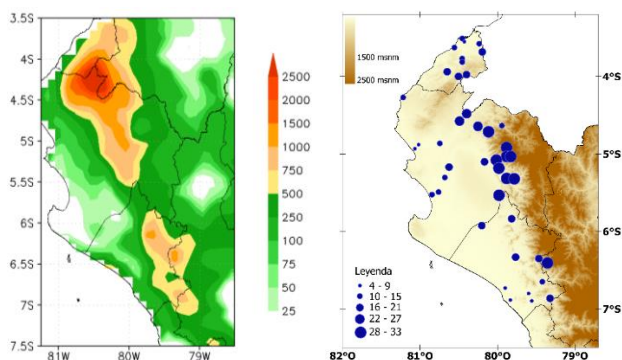 3.5S
4S
4.5S
5S
5.5S
6S
6.5S
7S
7.5S
81W
80W
79W
2500
2000
1500
1000
750
500
250
100
75
50
25
1500 msnm
2500 msnm
4°S
5°S
6°S
7°S
Leyenda
4 - 9
10 - 15
16 - 21
22 - 27
28 - 33
82°O
81°O
80°O
79°O